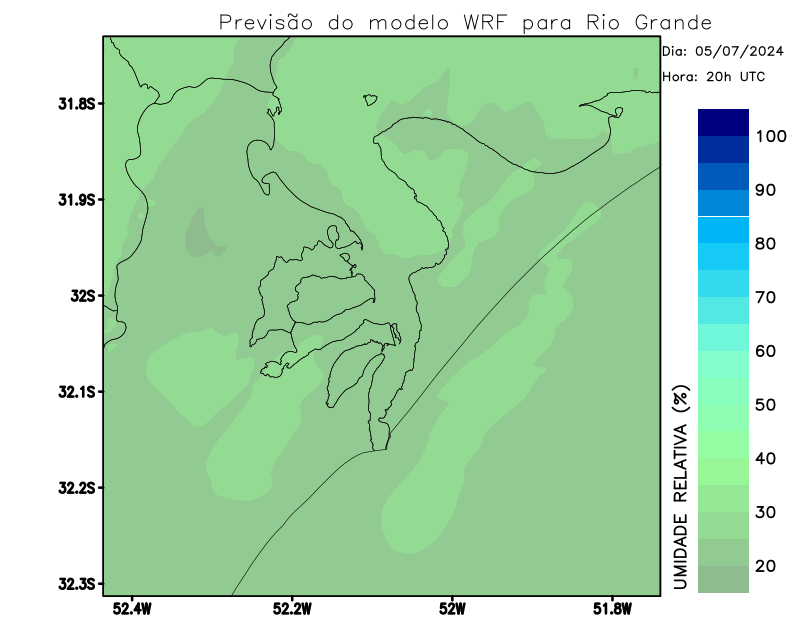 Previsão do modelo WRF para Rio Grande
Dia: 05/07/2024
Hora: 20h UTC
31.8S
31.9S
32S
32.1S
32.2S
32.3S
52.4W
52.2W
52W
51.8W
UMIDADE RELATIVA (%)
100
90
80
70
60
50
40
30
20